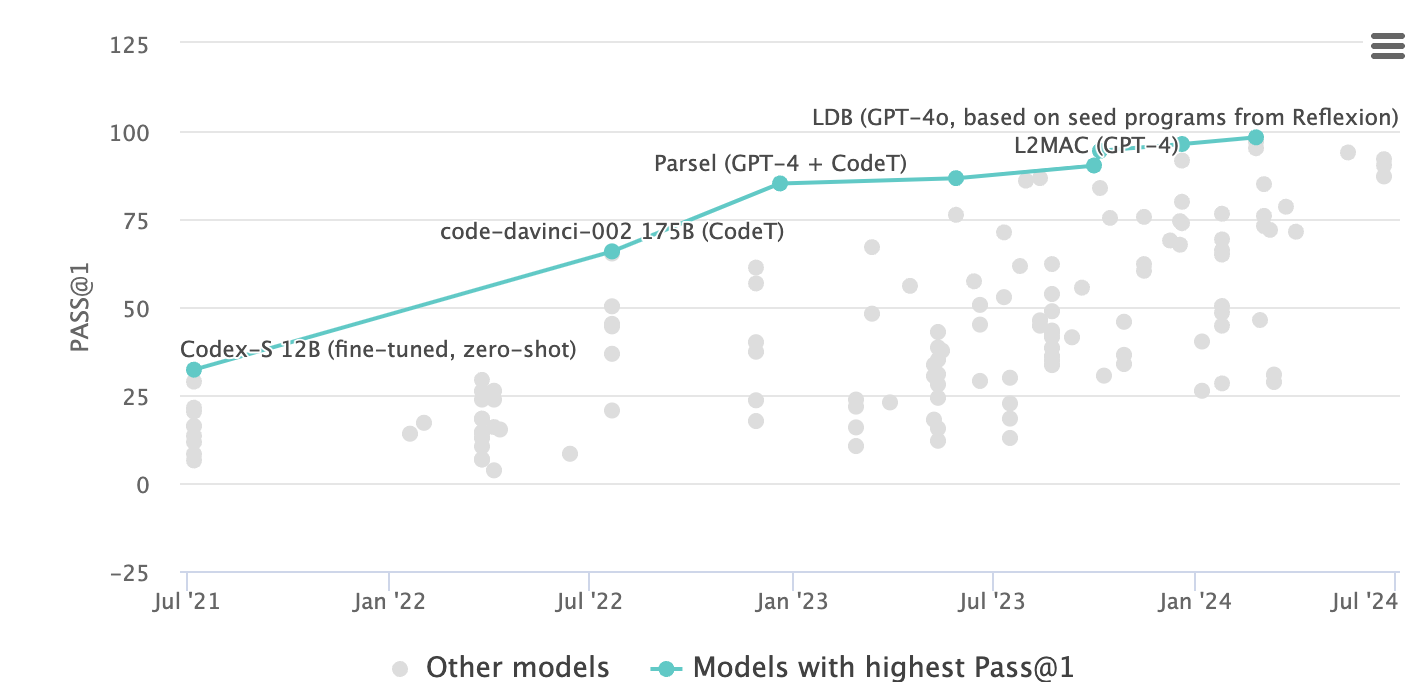 125
100
75
50
25
0
−25
PASS@1
LDB (GPT-4o, based on seed programs from Reflexion)
L2MAC (GPT-4)
Parsel (GPT-4 + CodeT)
code-davinci-002 175B (CodeT)
Codex-S 12B (fine-tuned, zero-shot)
Jul '21
Jan '22
Jul '22
Jan '23
Jul '23
Jan '24
Jul '24
Other models
Models with highest Pass@1